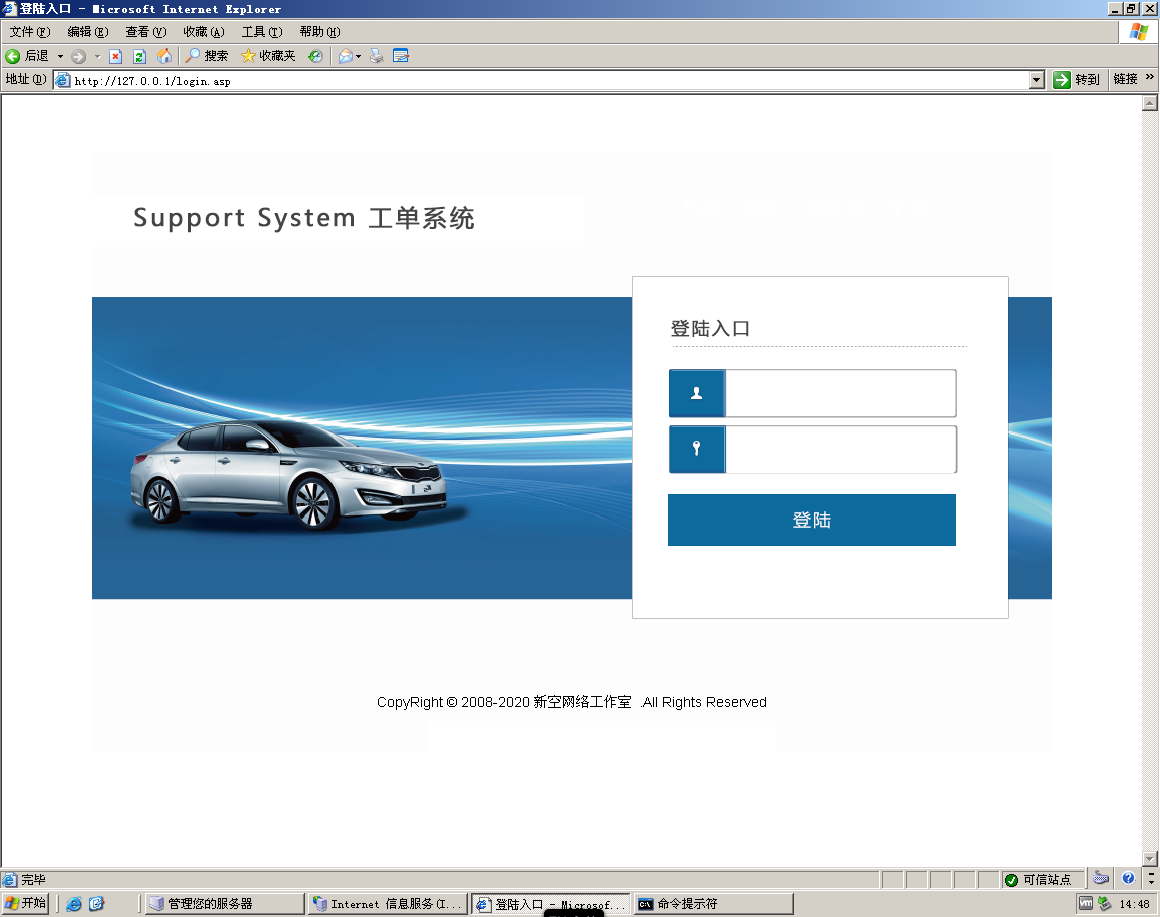 登陆入口 - Microsoft Internet Explorer
文件(F) 编辑(E) 查看(V) 收藏(A) 工具(T) 帮助(H)
后退 搜索 收藏夹
地址(D) http://127.0.0.1/login.asp 转到 链接 »
Support System 工单系统
登陆入口
登陆
CopyRight © 2008-2020 新空网络工作室 .All Rights Reserved
完毕 可信站点
开始 管理您的服务器 Internet 信息服务(I... 登陆入口 - Microsof... 命令提示符 14:48